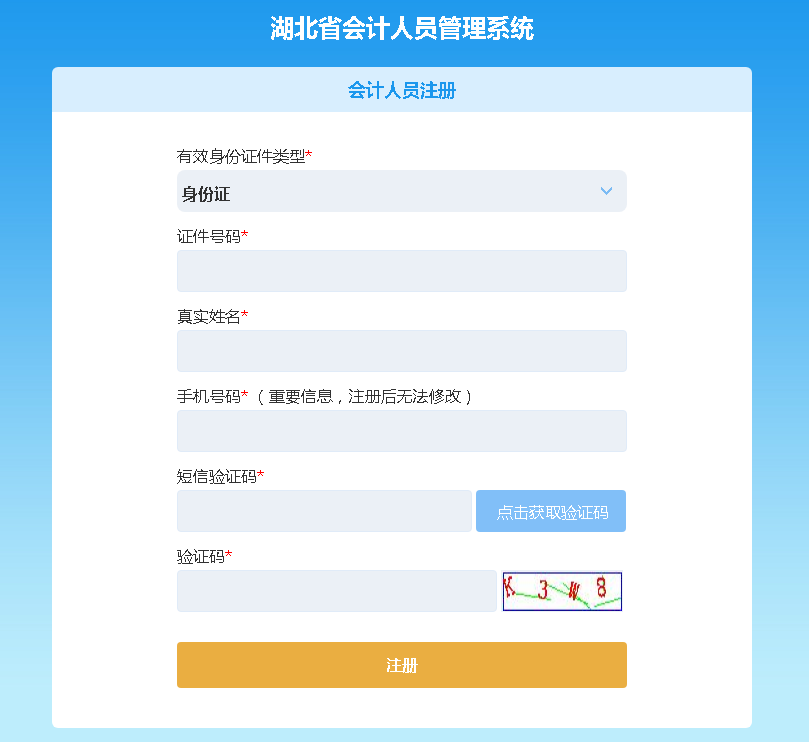 湖北省会计人员管理系统
会计人员注册
有效身份证件类型*
身份证
证件号码*
真实姓名*
手机号码*（重要信息，注册后无法修改）
短信验证码*
点击获取验证码
验证码*
K 3 W 8
注册